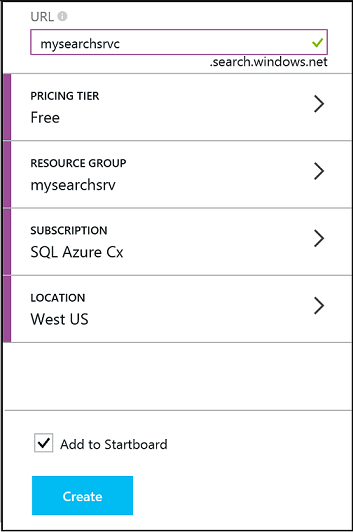 URL
mysearchsrvc
.search.windows.net
PRICING TIER
Free
RESOURCE GROUP
mysearchsrv
SUBSCRIPTION
SQL Azure Cx
LOCATION
West US
Add to Startboard
Create